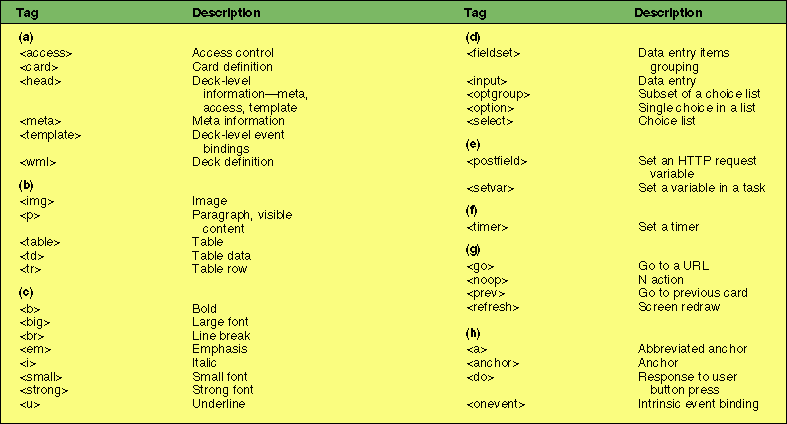 Tag Description
(a)
<access> Access control
<card> Card definition
<head> Deck-level
information—meta,
access, template
<meta> Meta information
<template> Deck-level event
bindings
<wml> Deck definition
(b)
<img> Image
<p> Paragraph, visible
content
<table> Table
<td> Table data
<tr> Table row
(c)
<b> Bold
<big> Large font
<br> Line break
<em> Emphasis
<i> Italic
<small> Small font
<strong> Strong font
<u> Underline
Tag Description
(d)
<fieldset> Data entry items
grouping
<input> Data entry
<optgroup> Subset of a choice list
<option> Single choice in a list
<select> Choice list
(e)
<postfield> Set an HTTP request
variable
<setvar> Set a variable in a task
(f)
<timer> Set a timer
(g)
<go> Go to a URL
<noop> N action
<prev> Go to previous card
<refresh> Screen redraw
(h)
<a> Abbreviated anchor
<anchor> Anchor
<do> Response to user
button press
<onevent> Intrinsic event binding